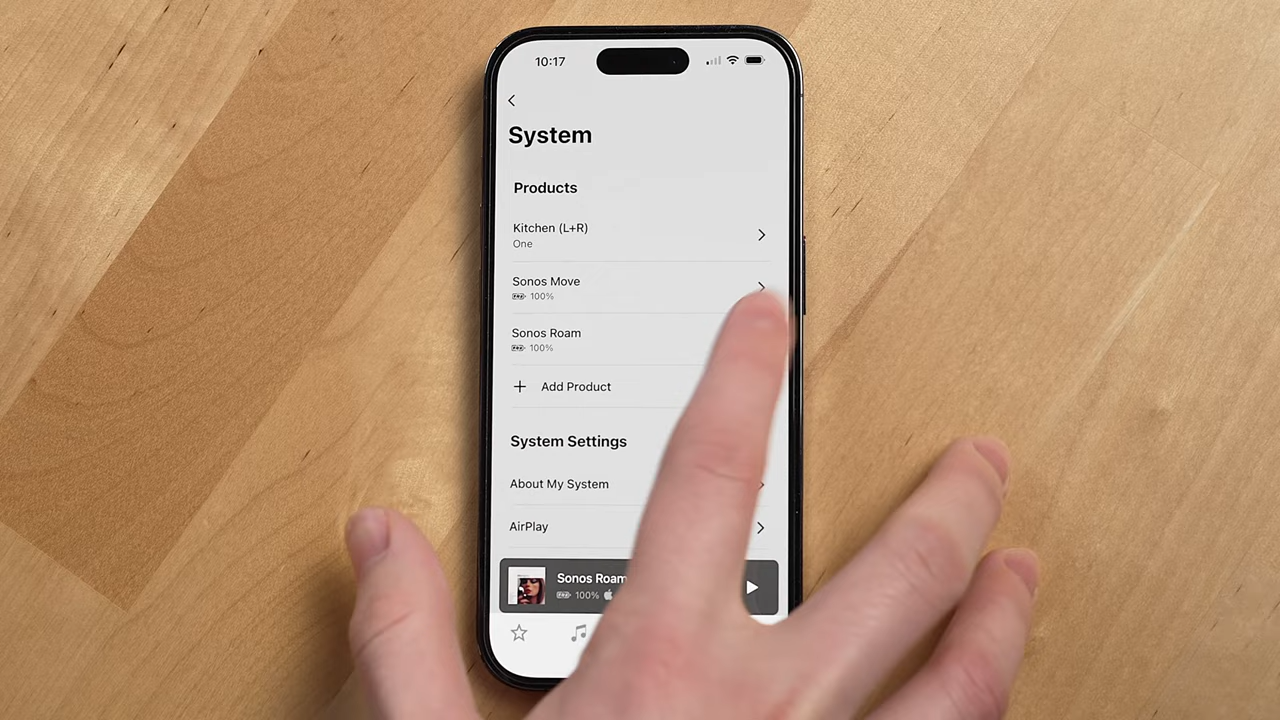 10:17
System
Products
Kitchen (L+R)
One
Sonos Move
100%
Sonos Roam
100%
Add Product
System Settings
About My System
AirPlay
Sonos Roam
100%